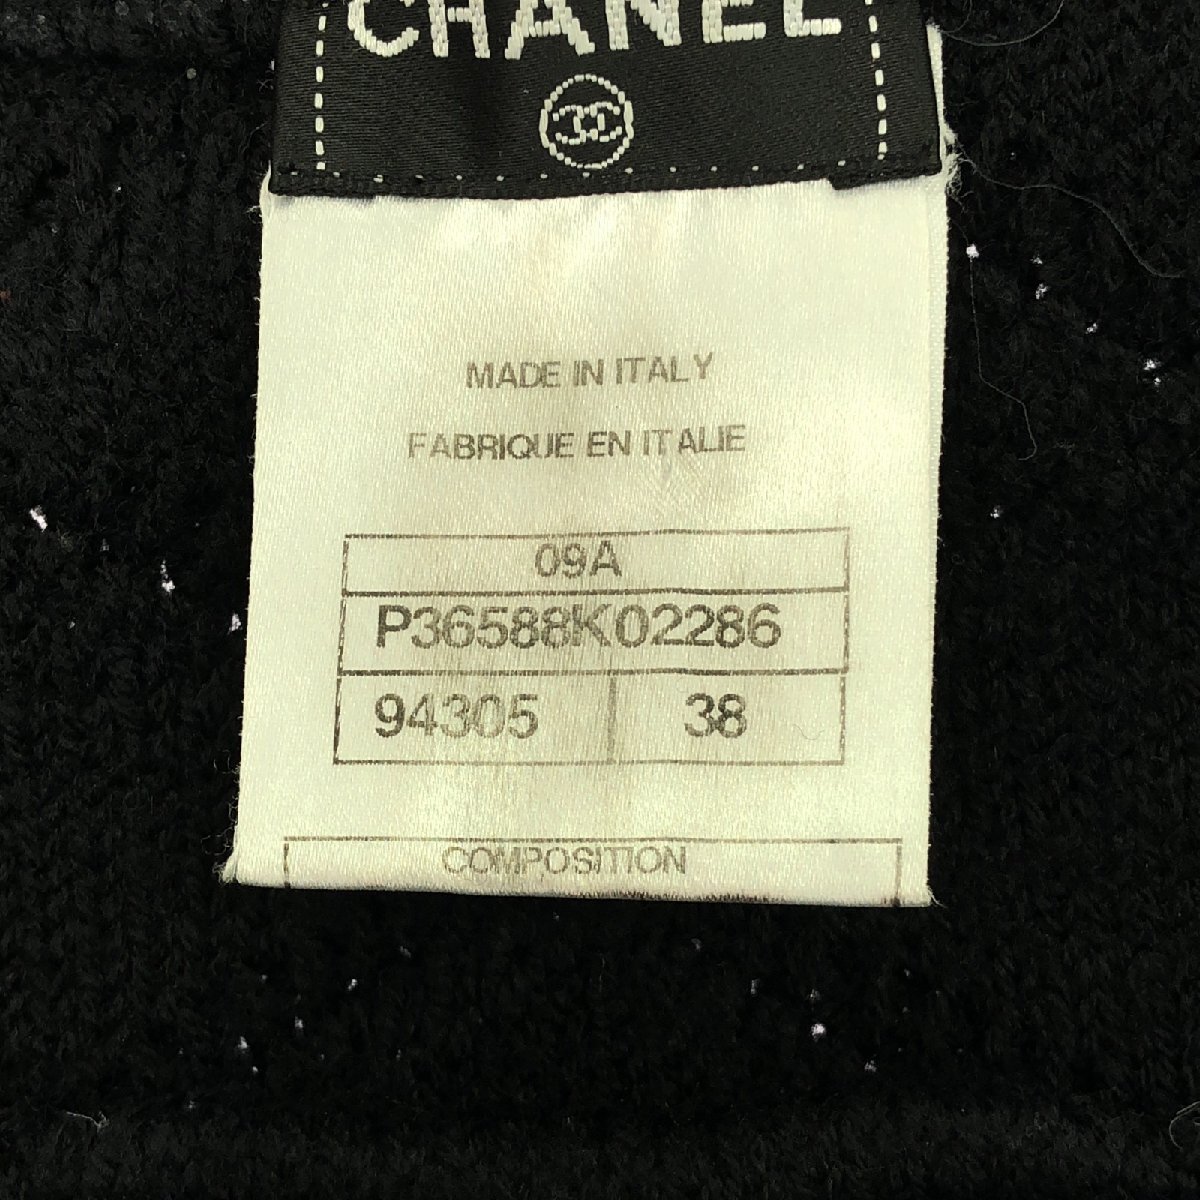 CHANEL
MADE IN ITALY
FABRIQUE EN ITALIE
09A
P36588K02286
94305 38
COMPOSITION